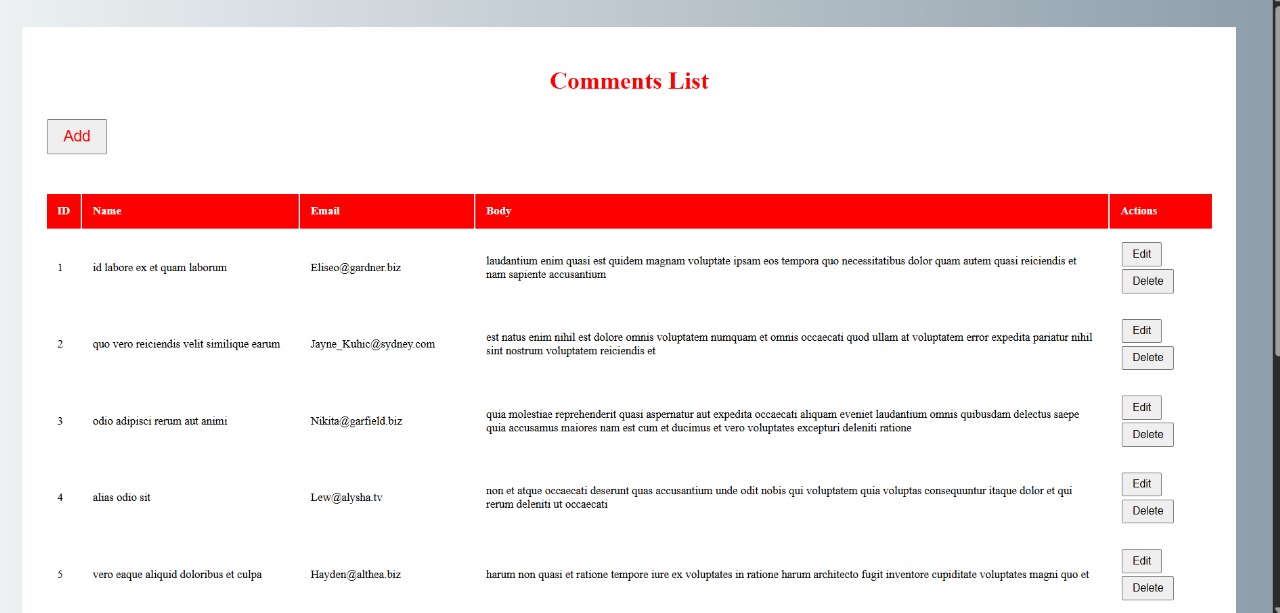 Comments List
Add
ID Name Email Body Actions
1 id labore ex et quam laborum Eliseo@gardner.biz laudantium enim quasi est quidem magnam voluptate ipsam eos tempora quo necessitatibus dolor quam autem quasi reiciendis et Edit
nam sapiente accusantium Delete
2 quo vero reiciendis velit similique earum Jayne_Kuhic@sydney.com est natus enim nihil est dolore omnis voluptatem numquam et omnis occaecati quod ullam at voluptatem error expedita pariatur nihil Edit
sint nostrum voluptatem reiciendis et Delete
3 odio adipisci rerum aut animi Nikita@garfield.biz quia molestiae reprehenderit quasi aspernatur aut expedita occaecati aliquam eveniet laudantium omnis quibusdam delectus saepe Edit
quia accusamus maiores nam est cum et ducimus et vero voluptates excepturi deleniti ratione Delete
4 alias odio sit Lew@alysha.tv non et atque occaecati deserunt quas accusantium unde odit nobis qui voluptatem quia voluptas consequuntur itaque dolor et qui Edit
rerum deleniti ut occaecati Delete
5 vero eaque aliquid doloribus et culpa Hayden@althea.biz harum non quasi et ratione tempore iure ex voluptates in ratione harum architecto fugit inventore cupiditate voluptates magni quo et Edit
Delete